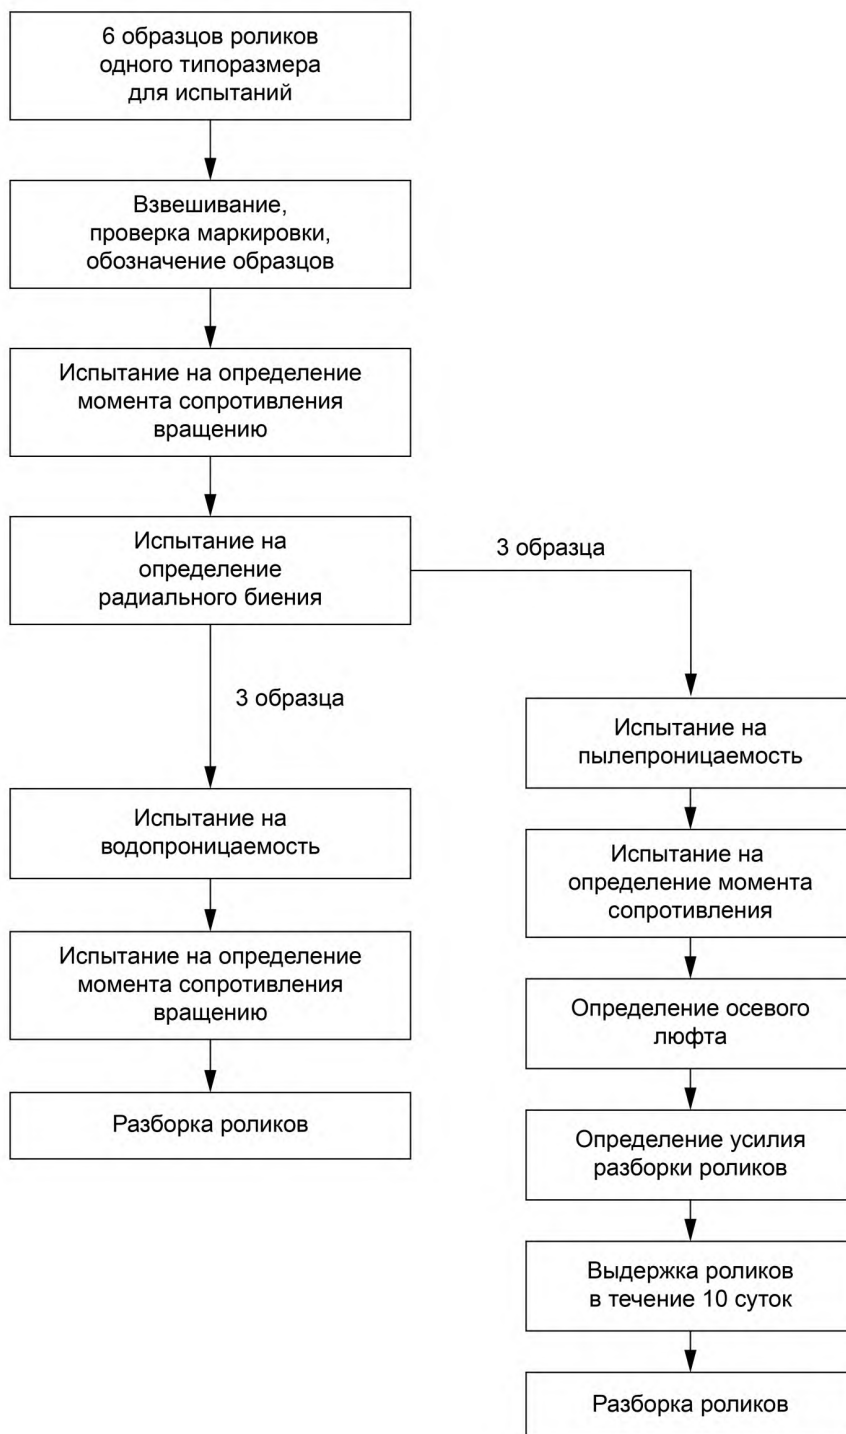 6 образцов роликов
одного типоразмера
для испытаний
Взвешивание,
проверка маркировки,
обозначение образцов
Испытание на определение
момента сопротивления
вращению
Испытание на
определение
радиального биения
3 образца
3 образца
Испытание на
водопроницаемость
Испытание на определение
момента сопротивления
вращению
Разборка роликов
Испытание на
пылепроницаемость
Испытание на
определение момента
сопротивления
Определение осевого
люфта
Определение усилия
разборки роликов
Выдержка роликов
в течение 10 суток
Разборка роликов